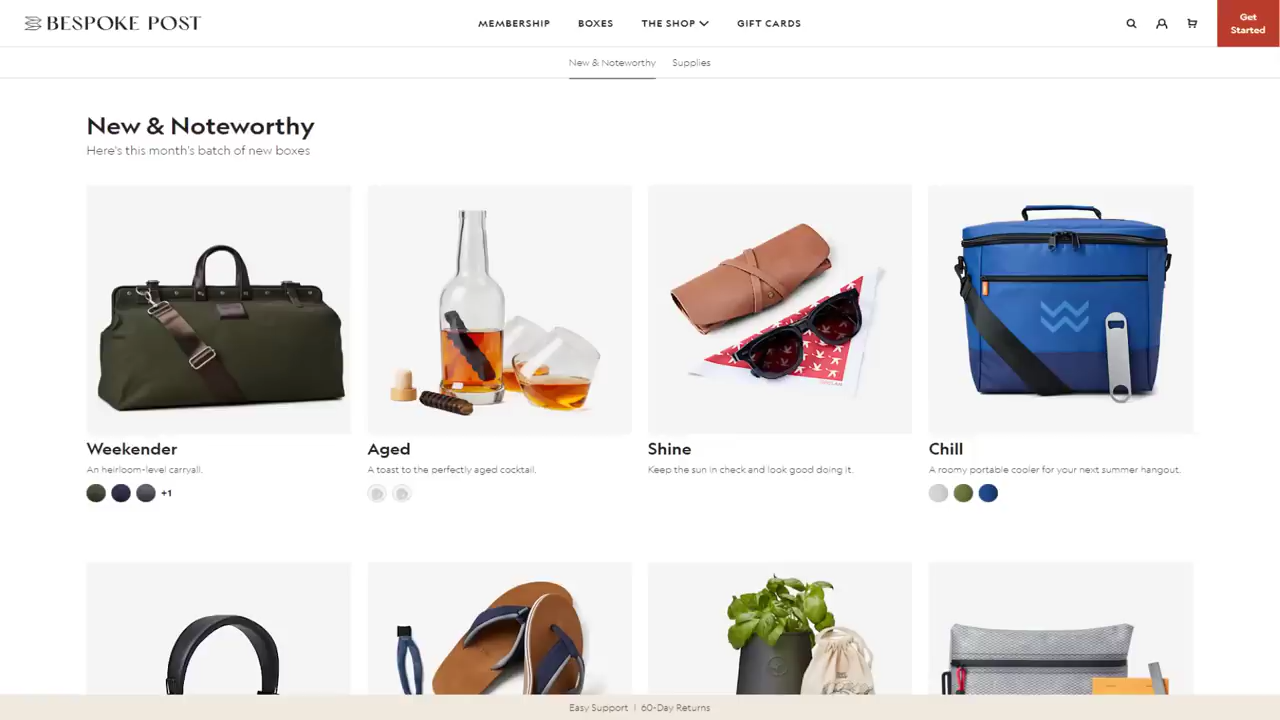 BESPOKE POST
MEMBERSHIP
BOXES
THE SHOP
GIFT CARDS
Get
Started
New & Noteworthy
Supplies
New & Noteworthy
Here's this month's batch of new boxes
Weekender
An heirloom-level carryall.
+1
Aged
A toast to the perfectly aged cocktail.
Shine
Keep the sun in check and look good doing it.
Chill
A roomy portable cooler for your next summer hangout.
Easy Support | 60-Day Returns